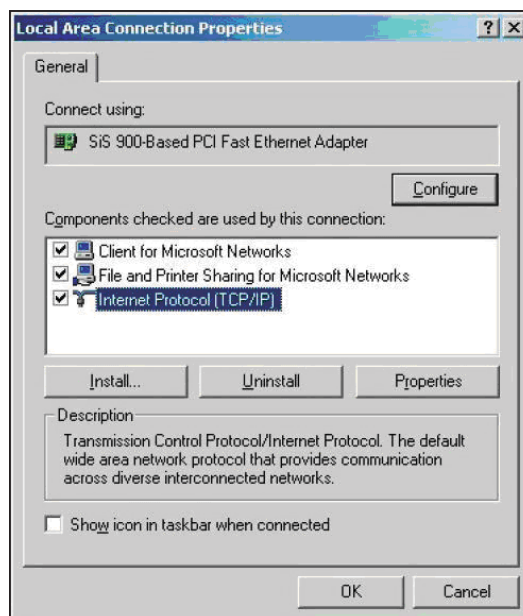 Local Area Connection Properties
General
Connect using:
SiS 900-Based PCI Fast Ethernet Adapter
Configure
Components checked are used by this connection:
Client for Microsoft Networks
File and Printer Sharing for Microsoft Networks
Internet Protocol (TCP/IP)
Install... Uninstall Properties
Description
Transmission Control Protocol/Internet Protocol. The default
wide area network protocol that provides communication
across diverse interconnected networks.
Show icon in taskbar when connected
OK Cancel